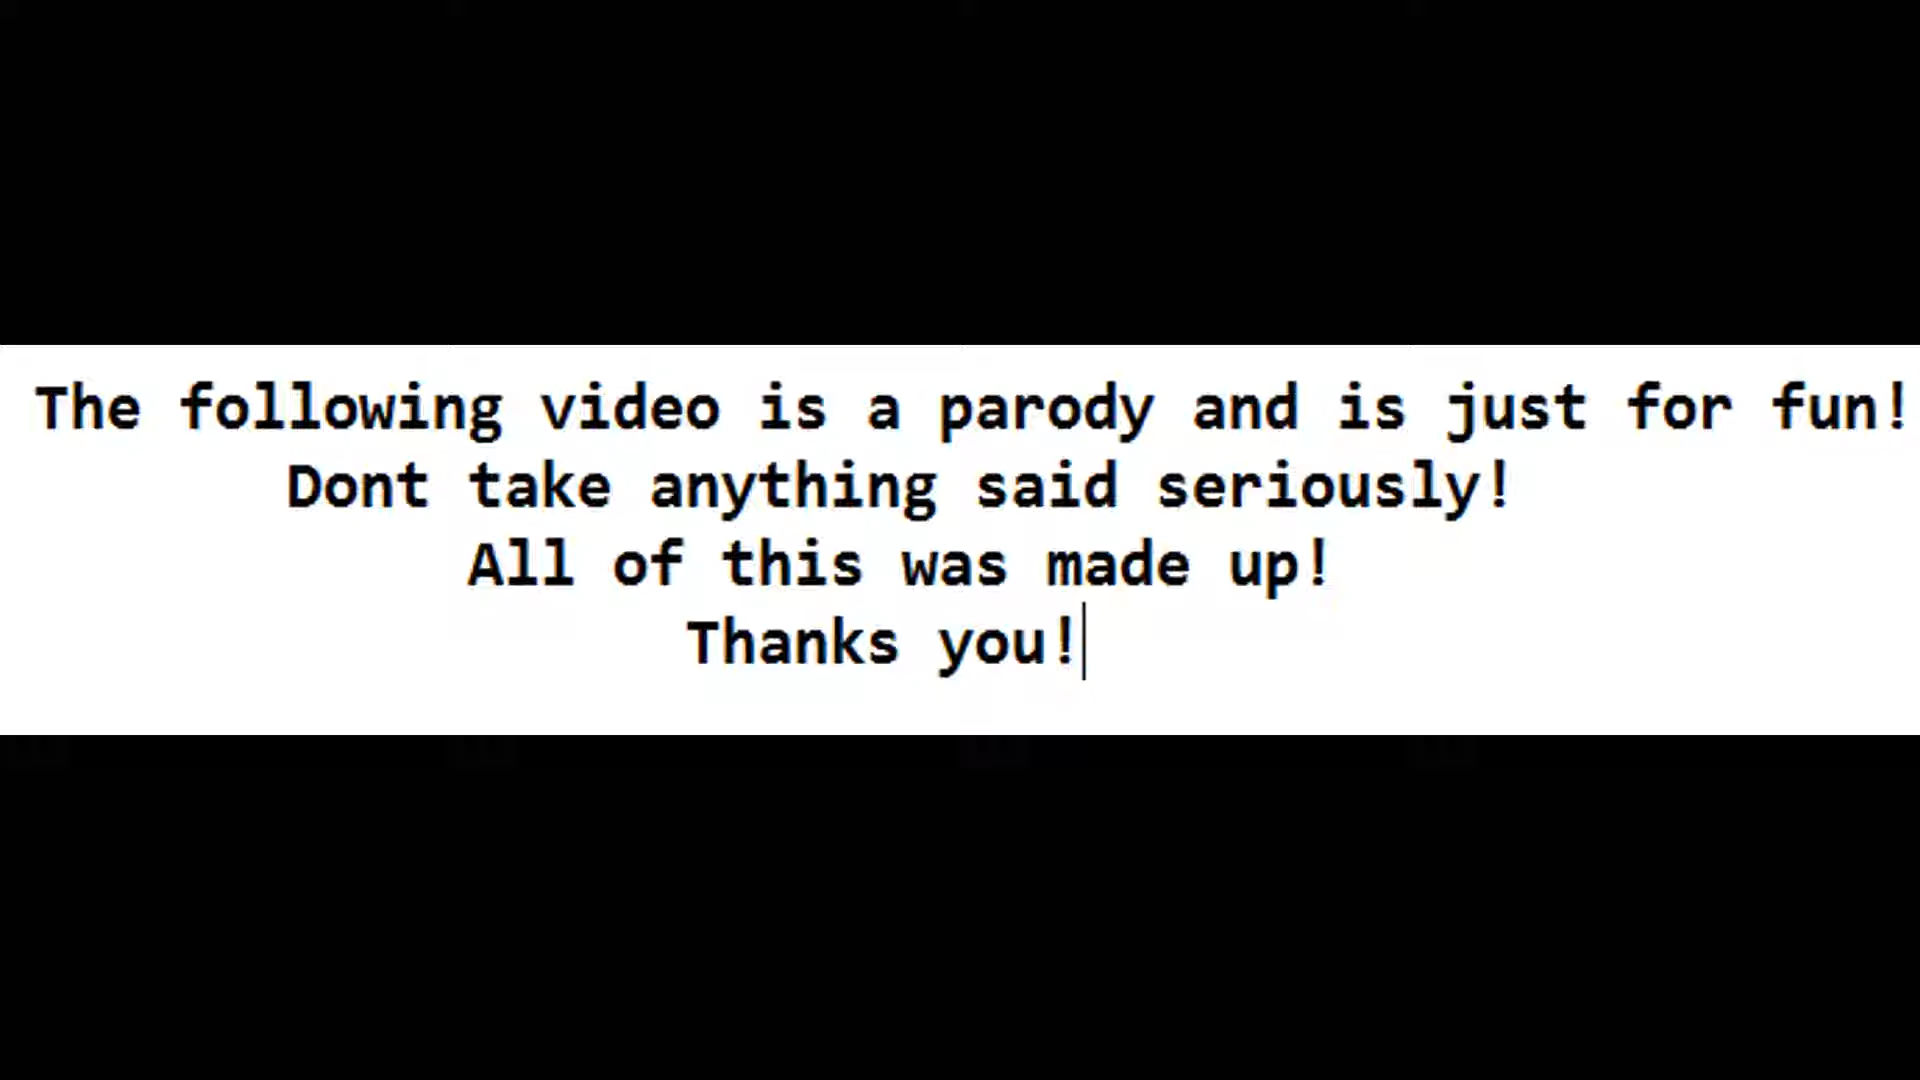 The following video is a parody and is just for fun!
Dont take anything said seriously!
All of this was made up!
Thanks you!